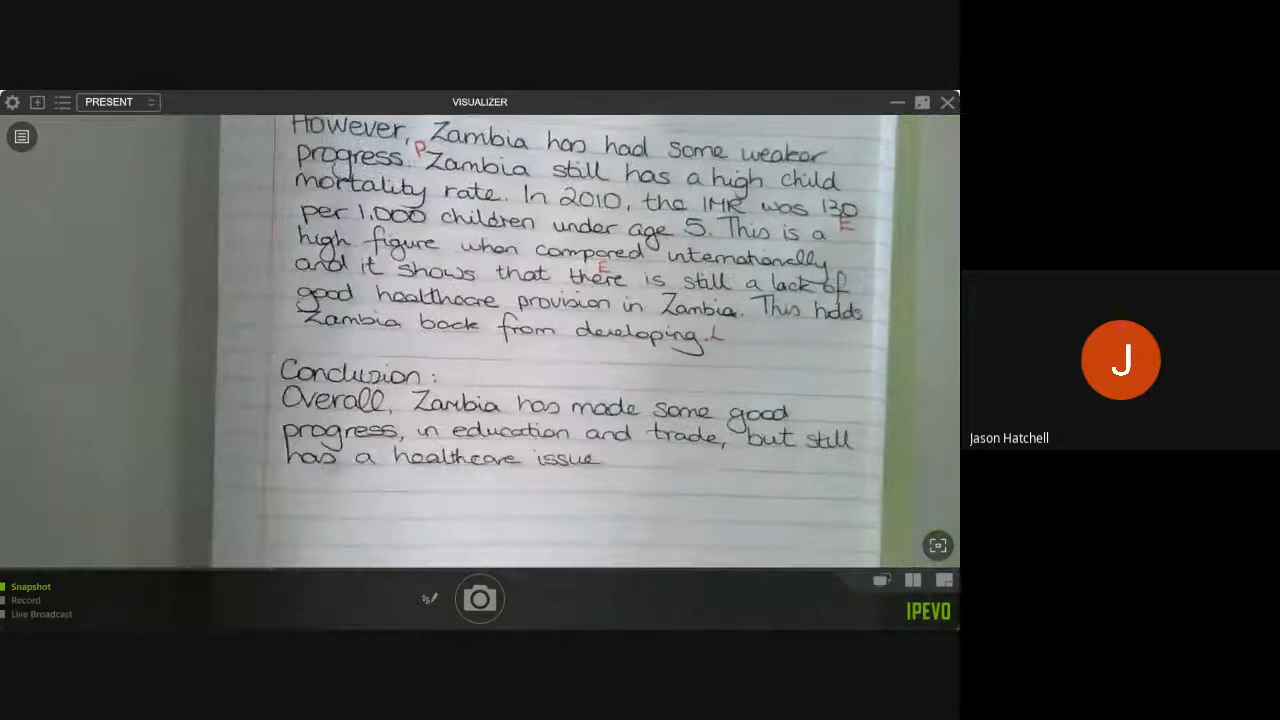 PRESENT
VISUALIZER
However, Zambia has had some weaker
progress. P Zambia still has a high child
mortality rate. In 2010, the IMR was 130
per 1,000 children under age 5. This is a E
high figure when compared internationally
and it shows that there is still a lack of
E
good healthcare provision in Zambia. This holds
Zambia back from developing. L
Conclusion:
Overall, Zambia has made some good
progress, in education and trade, but still
has a healthcare issue
Snapshot
Record
Live Broadcast
IPEVO
J
Jason Hatchell